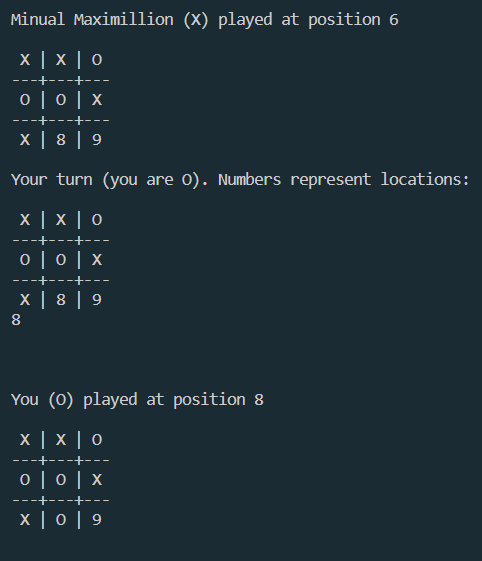 Minual Maximillion (X) played at position 6
X | X | O
---+---+---
O | O | X
---+---+---
X | 8 | 9
Your turn (you are O). Numbers represent locations:
X | X | O
---+---+---
O | O | X
---+---+---
X | 8 | 9
8
You (O) played at position 8
X | X | O
---+---+---
O | O | X
---+---+---
X | O | 9